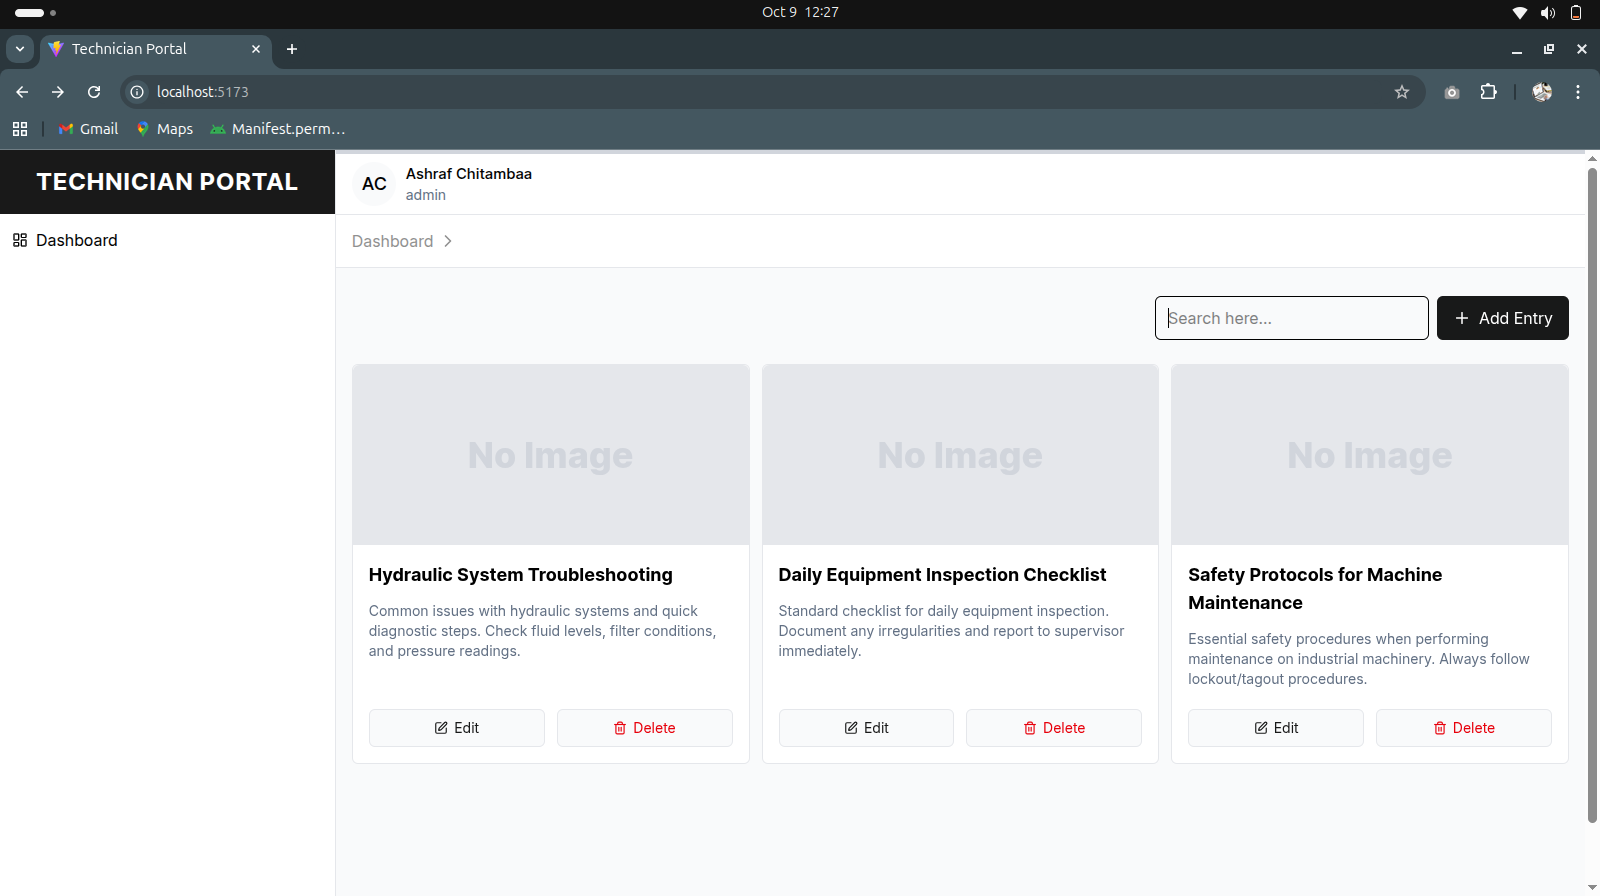 Oct 9 12:27
Technician Portal
localhost:5173
Gmail
Maps
Manifest.perm...
TECHNICIAN PORTAL
AC
Ashraf Chitambaa
admin
Dashboard
Dashboard
Search here...
Add Entry
No Image
No Image
No Image
Hydraulic System Troubleshooting
Common issues with hydraulic systems and quick
diagnostic steps. Check fluid levels, filter conditions,
and pressure readings.
Edit
Delete
Daily Equipment Inspection Checklist
Standard checklist for daily equipment inspection.
Document any irregularities and report to supervisor
immediately.
Edit
Delete
Safety Protocols for Machine
Maintenance
Essential safety procedures when performing
maintenance on industrial machinery. Always follow
lockout/tagout procedures.
Edit
Delete